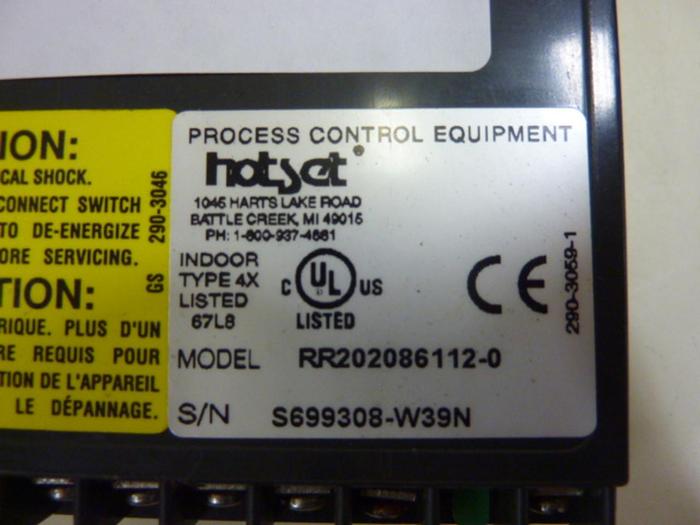 ION:
CAL SHOCK.
CONNECT SWITCH
TO DE-ENERGIZE
ORE SERVICING.
TION:
RIQUE. PLUS D'UN
RE REQUIS POUR
TION DE L'APPAREIL
LE DÉPANNAGE.
GS 290-3046
PROCESS CONTROL EQUIPMENT
hotset®
1045 HARTS LAKE ROAD
BATTLE CREEK, MI 49015
PH: 1-800-937-4681
INDOOR
TYPE 4X
LISTED
67L8
C UL US
LISTED
CE
290-3059-1
MODEL RR202086112-0
S/N S699308-W39N